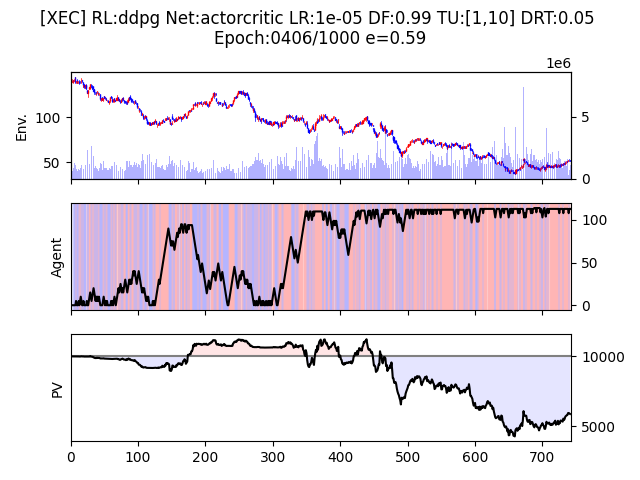 [XEC] RL:ddpg Net:actorcritic LR:1e-05 DF:0.99 TU:[1,10] DRT:0.05
Epoch:0406/1000 e=0.59
1e6
Env.
100
50
5
0
Agent
100
50
0
PV
10000
5000
0
100
200
300
400
500
600
700